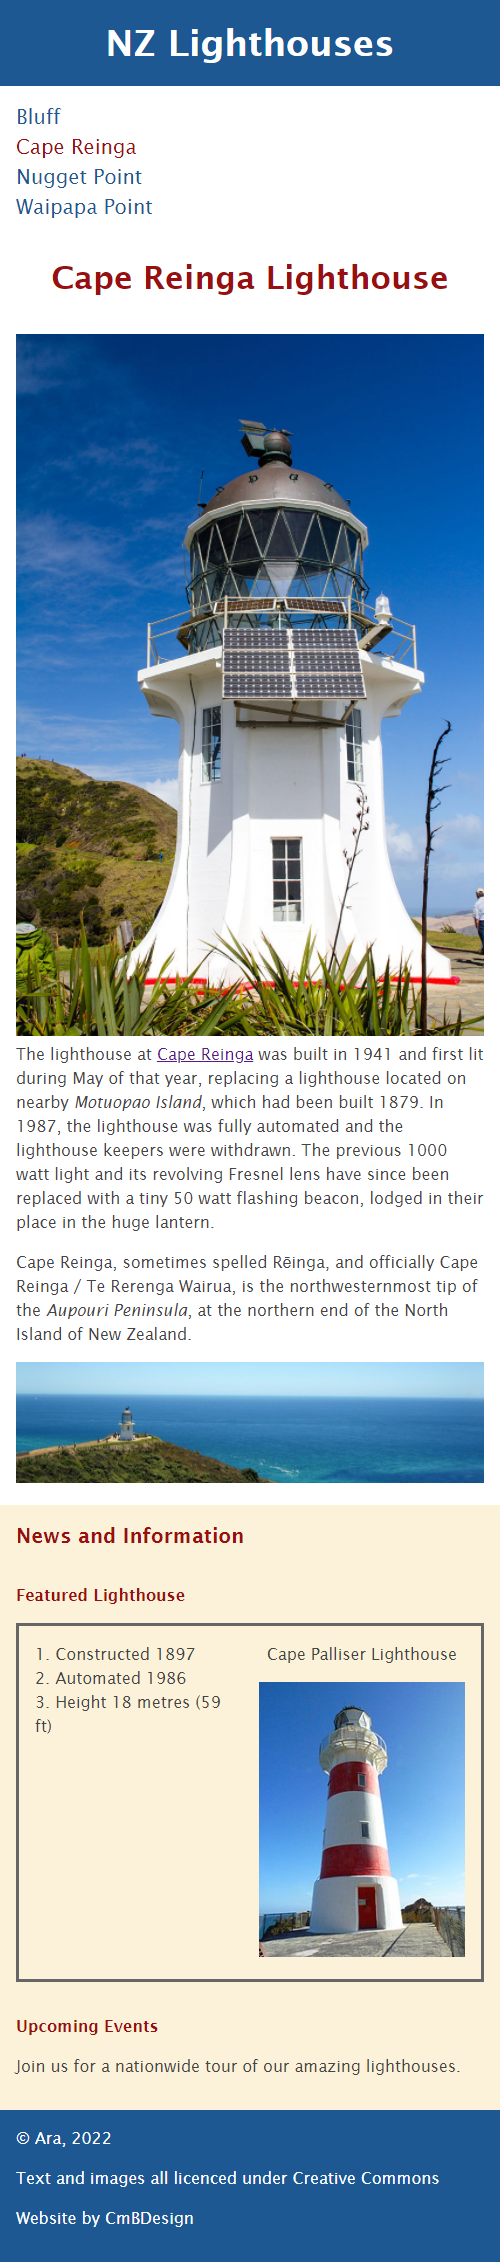 NZ Lighthouses
Bluff
Cape Reinga
Nugget Point
Waipapa Point
Cape Reinga Lighthouse
The lighthouse at Cape Reinga was built in 1941 and first lit
during May of that year, replacing a lighthouse located on
nearby Motuopao Island, which had been built 1879. In
1987, the lighthouse was fully automated and the
lighthouse keepers were withdrawn. The previous 1000
watt light and its revolving Fresnel lens have since been
replaced with a tiny 50 watt flashing beacon, lodged in their
place in the huge lantern.
Cape Reinga, sometimes spelled Rēinga, and officially Cape
Reinga / Te Rerenga Wairua, is the northwesternmost tip of
the Aupouri Peninsula, at the northern end of the North
Island of New Zealand.
News and Information
Featured Lighthouse
1. Constructed 1897
2. Automated 1986
3. Height 18 metres (59
ft)
Cape Palliser Lighthouse
Upcoming Events
Join us for a nationwide tour of our amazing lighthouses.
© Ara, 2022
Text and images all licenced under Creative Commons
Website by CmBDesign